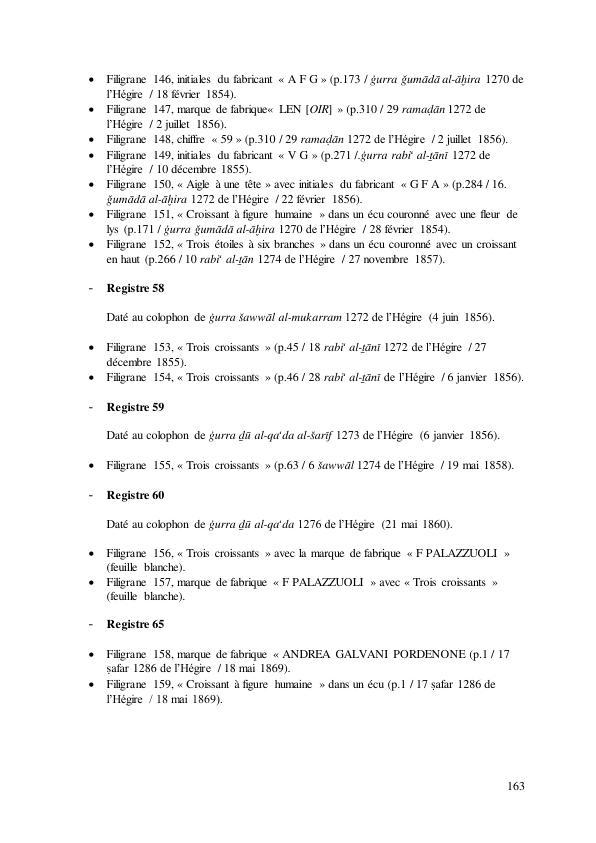 • Filigrane 146, initiales du fabricant « A F G » (p.173 / ġurra ǧumādā al-āḫira 1270 de
l’Hégire / 18 février 1854).
• Filigrane 147, marque de fabrique« LEN [OIR] » (p.310 / 29 ramaḍān 1272 de
l’Hégire / 2 juillet 1856).
• Filigrane 148, chiffre « 59 » (p.310 / 29 ramaḍān 1272 de l’Hégire / 2 juillet 1856).
• Filigrane 149, initiales du fabricant « V G » (p.271 /.ġurra rabi‘ al-ṯānī 1272 de
l’Hégire / 10 décembre 1855).
• Filigrane 150, « Aigle à une tête » avec initiales du fabricant « G F A » (p.284 / 16.
ǧumādā al-āḫira 1272 de l’Hégire / 22 février 1856).
• Filigrane 151, « Croissant à figure humaine » dans un écu couronné avec une fleur de
lys (p.171 / ġurra ǧumādā al-āḫira 1270 de l’Hégire / 28 février 1854).
• Filigrane 152, « Trois étoiles à six branches » dans un écu couronné avec un croissant
en haut (p.266 / 10 rabi‘ al-ṯān 1274 de l’Hégire / 27 novembre 1857).
- Registre 58
Daté au colophon de ġurra šawwāl al-mukarram 1272 de l’Hégire (4 juin 1856).
• Filigrane 153, « Trois croissants » (p.45 / 18 rabi‘ al-ṯānī 1272 de l’Hégire / 27
décembre 1855).
• Filigrane 154, « Trois croissants » (p.46 / 28 rabi‘ al-ṯānī de l’Hégire / 6 janvier 1856).
- Registre 59
Daté au colophon de ġurra ḏū al-qa‘da al-šarīf 1273 de l’Hégire (6 janvier 1856).
• Filigrane 155, « Trois croissants » (p.63 / 6 šawwāl 1274 de l’Hégire / 19 mai 1858).
- Registre 60
Daté au colophon de ġurra ḏū al-qa‘da 1276 de l’Hégire (21 mai 1860).
• Filigrane 156, « Trois croissants » avec la marque de fabrique « F PALAZZUOLI »
(feuille blanche).
• Filigrane 157, marque de fabrique « F PALAZZUOLI » avec « Trois croissants »
(feuille blanche).
- Registre 65
• Filigrane 158, marque de fabrique « ANDREA GALVANI PORDENONE (p.1 / 17
ṣafar 1286 de l’Hégire / 18 mai 1869).
• Filigrane 159, « Croissant à figure humaine » dans un écu (p.1 / 17 ṣafar 1286 de
l’Hégire / 18 mai 1869).
163